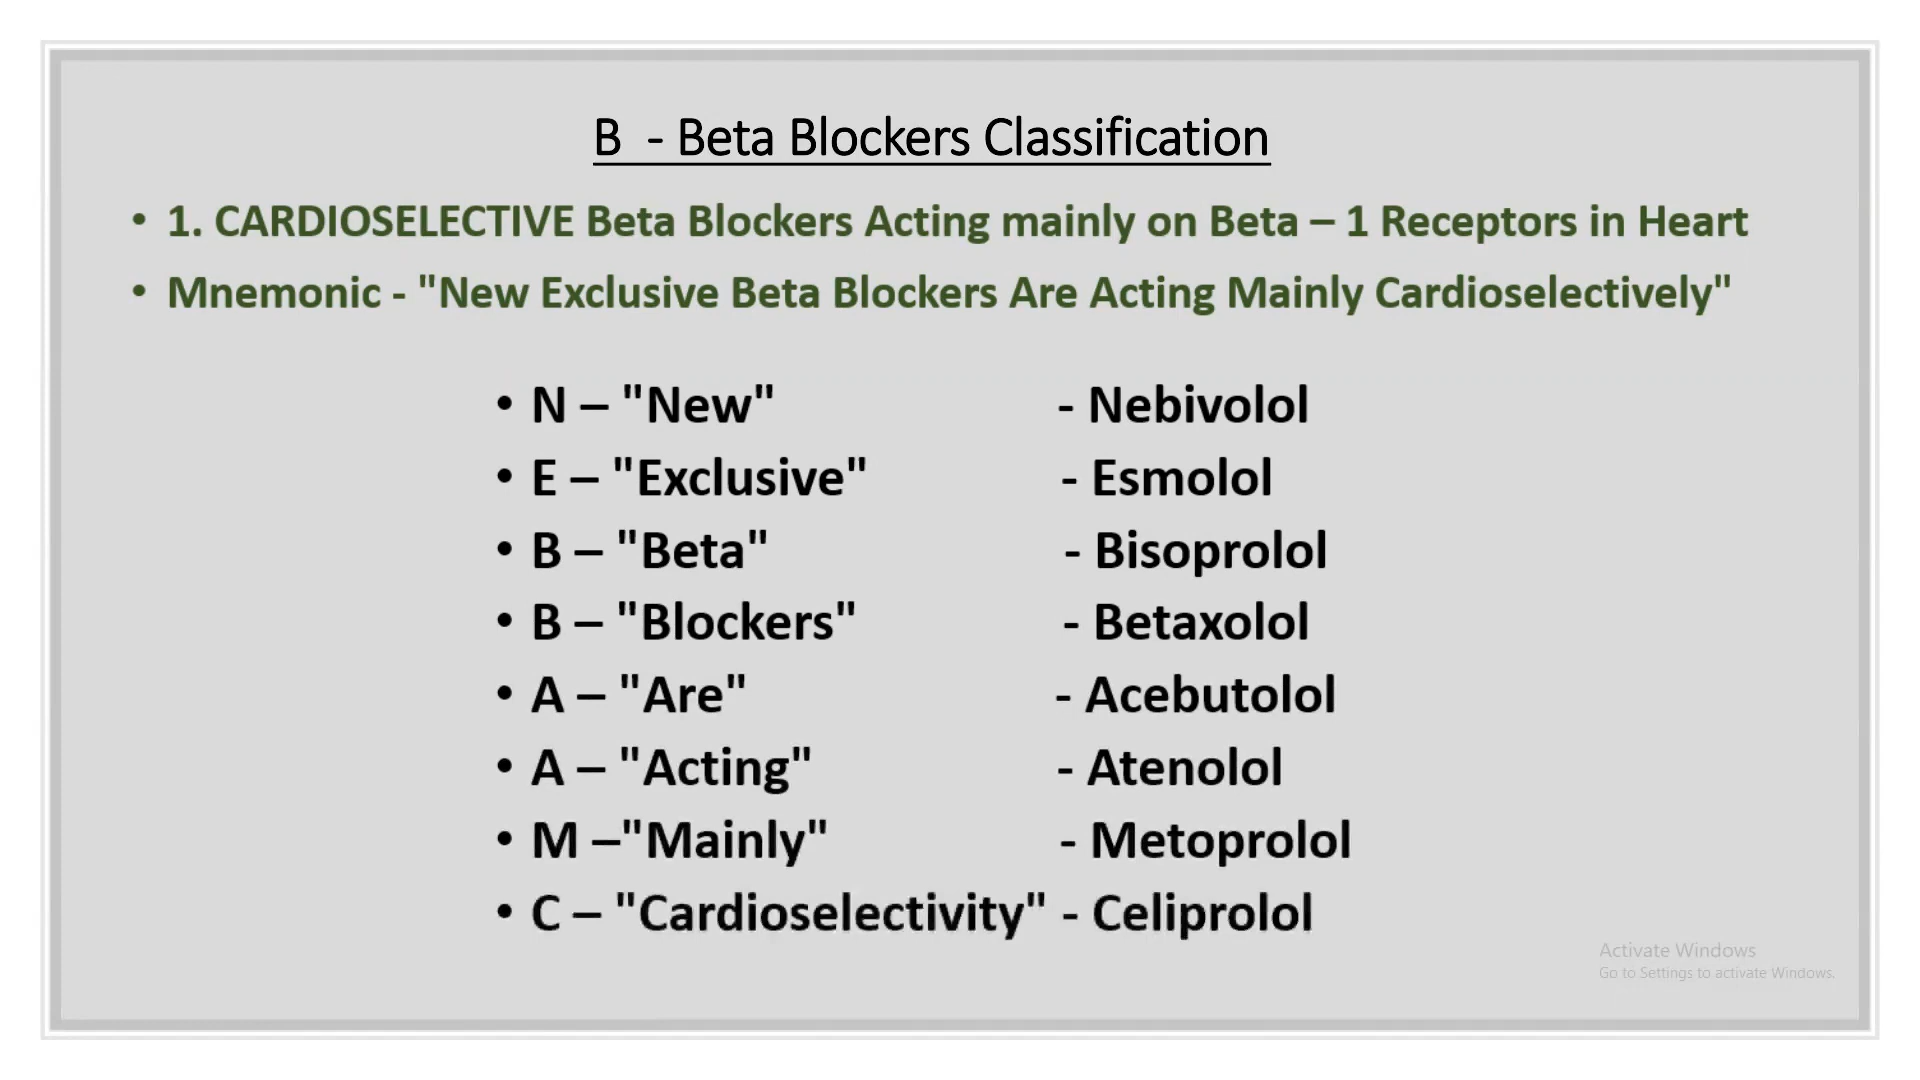 B - Beta Blockers Classification
• 1. CARDIOSELECTIVE Beta Blockers Acting mainly on Beta – 1 Receptors in Heart
• Mnemonic - "New Exclusive Beta Blockers Are Acting Mainly Cardioselectively"
• N – "New" - Nebivolol
• E – "Exclusive" - Esmolol
• B – "Beta" - Bisoprolol
• B – "Blockers" - Betaxolol
• A – "Are" - Acebutolol
• A – "Acting" - Atenolol
• M –"Mainly" - Metoprolol
• C – "Cardioselectivity" - Celiprolol
Activate Windows
Go to Settings to activate Windows.